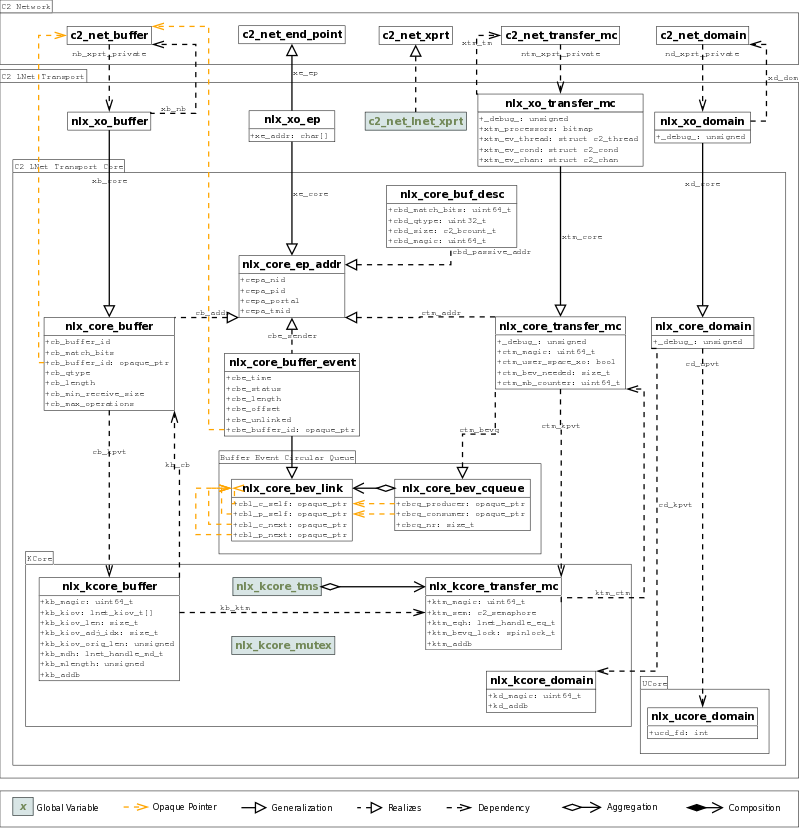 C2 Network
c2_net_buffer
c2_net_end_point
c2_net_xprt
c2_net_transfer_mc
c2_net_domain
nb_xprt_private
xtm_tm
ntm_xprt_private
nd_xprt_private
C2 LNet Transport
xe_ep
xd_dom
xb_nb
nlx_xo_buffer
nlx_xo_ep
+xe_addr: char[]
c2_net_lnet_xprt
nlx_xo_transfer_mc
+_debug_: unsigned
+xtm_processors: bitmap
+xtm_ev_thread: struct c2_thread
+xtm_ev_cond: struct c2_cond
+xtm_ev_chan: struct c2_chan
nlx_xo_domain
+_debug_: unsigned
C2 LNet Transport Core
xb_core
xe_core
xd_core
nlx_core_buf_desc
+cbd_match_bits: uint64_t
+cbd_qtype: uint32_t
+cbd_size: c2_bcount_t
+cbd_magic: uint64_t
cbd_passive_addr
xtm_core
nlx_core_ep_addr
+cepa_nid
+cepa_pid
+cepa_portal
+cepa_tmid
cb_addr
ctm_addr
cbe_sender
nlx_core_buffer
+cb_buffer_id
+cb_match_bits
+cb_buffer_id: opaque_ptr
+cb_qtype
+cb_length
+cb_min_receive_size
+cb_max_operations
nlx_core_buffer_event
+cbe_time
+cbe_status
+cbe_length
+cbe_offset
+cbe_unlinked
+cbe_buffer_id: opaque_ptr
nlx_core_transfer_mc
+_debug_: unsigned
+ctm_magic: uint64_t
+ctm_user_space_xo: bool
+ctm_bev_needed: size_t
+ctm_mb_counter: uint64_t
nlx_core_domain
+_debug_: unsigned
cd_upvt
cb_kpvt
kb_cb
ctm_bevq
ctm_kpvt
cd_kpvt
Buffer Event Circular Queue
nlx_core_bev_link
+cbl_c_self: opaque_ptr
+cbl_p_self: opaque_ptr
+cbl_c_next: opaque_ptr
+cbl_p_next: opaque_ptr
nlx_core_bev_cqueue
+cbcq_producer: opaque_ptr
+cbcq_consumer: opaque_ptr
+cbcq_nr: size_t
KCore
nlx_kcore_buffer
+kb_magic: uint64_t
+kb_kiov: lnet_kiov_t[]
+kb_kiov_len: size_t
+kb_kiov_adj_idx: size_t
+kb_kiov_orig_len: unsigned
+kb_mdh: lnet_handle_md_t
+kb_mlength: unsigned
+kb_addb
nlx_kcore_tms
kb_ktm
nlx_kcore_mutex
nlx_kcore_transfer_mc
+ktm_magic: uint64_t
+ktm_sem: c2_semaphore
+ktm_eqh: lnet_handle_eq_t
+ktm_bevq_lock: spinlock_t
+ktm_addb
ktm_ctm
nlx_kcore_domain
+kd_magic: uint64_t
+kd_addb
UCore
nlx_ucore_domain
+ucd_fd: int
x Global Variable
Opaque Pointer
Generalization
Realizes
Dependency
Aggregation
Composition